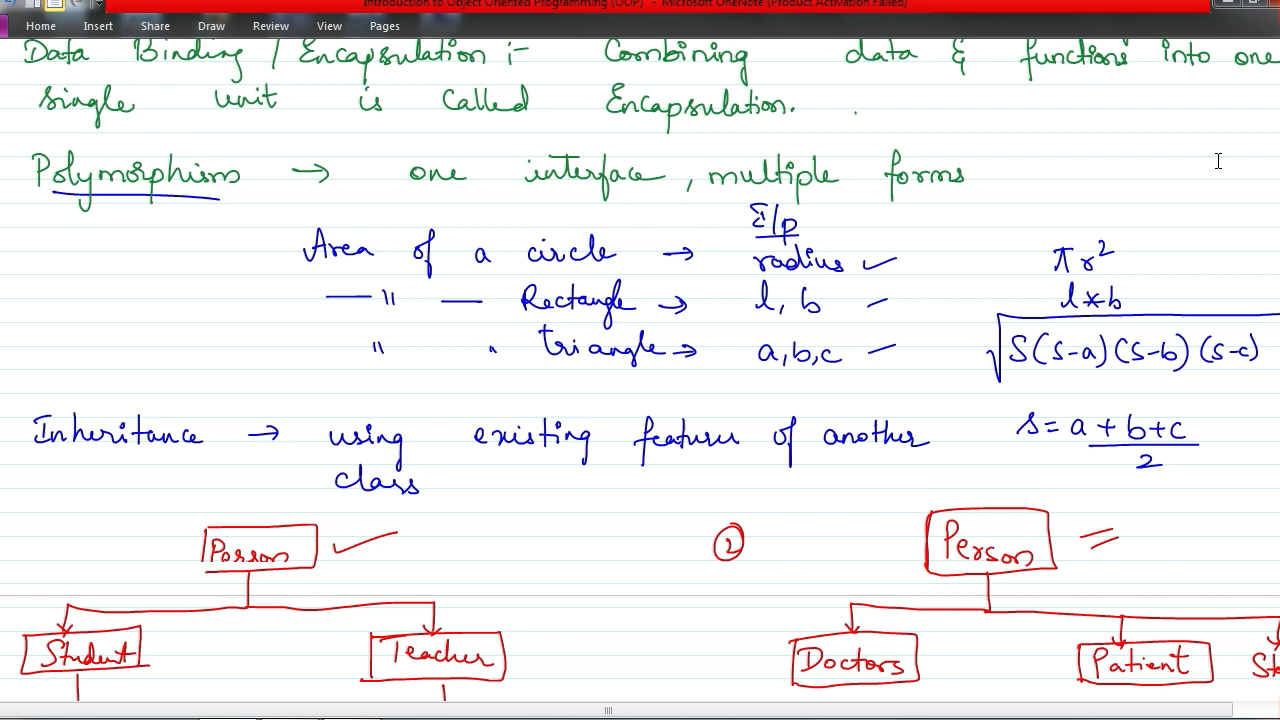 Introduction to Object Oriented Programming (OOP) - Microsoft OneNote (Product Activation Failed)
Home Insert Share Draw Review View Pages
Data Binding / Encapsulation :- Combining data & functions into one
single unit is called Encapsulation.
Polymorphism → one interface, multiple forms
I/p
Area of a circle → radius ✓ πr²
— " — Rectangle → l, b – l*b
" " triangle → a,b,c – √S(s-a)(s-b)(s-c)
Inheritance → using existing feature of another s = a+b+c/2
class
Person ✓ ② Person =
Student Teacher Doctors Patient